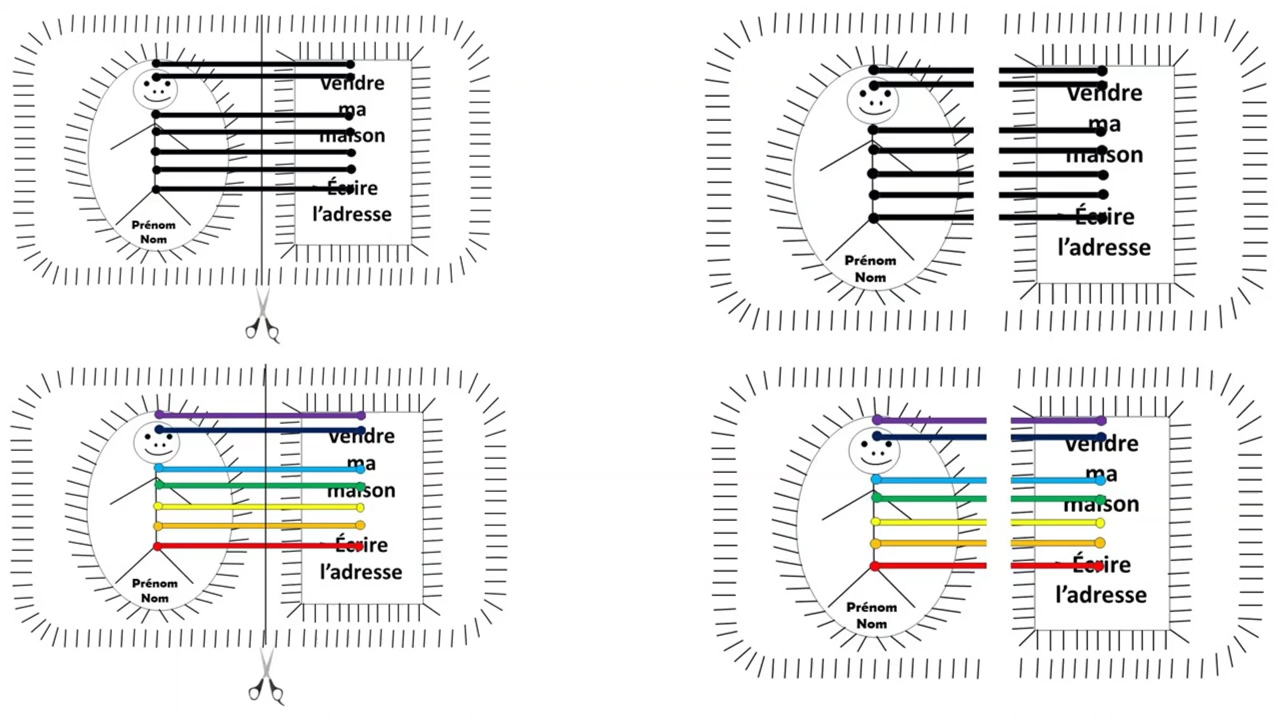 Vendre
ma
maison
Écrire
l'adresse
Prénom
Nom
Vendre
ma
maison
Écrire
l'adresse
Prénom
Nom
Vendre
ma
maison
Écrire
l'adresse
Prénom
Nom
Vendre
ma
maison
Écrire
l'adresse
Prénom
Nom